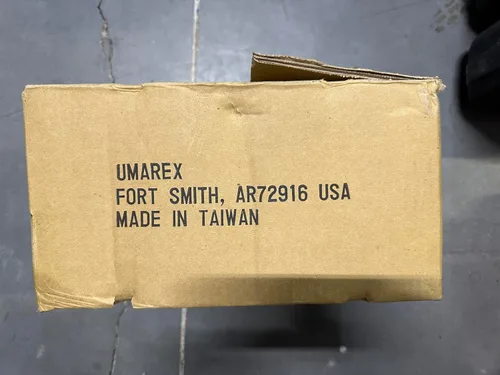 UMAREX
FORT SMITH, AR72916 USA
MADE IN TAIWAN